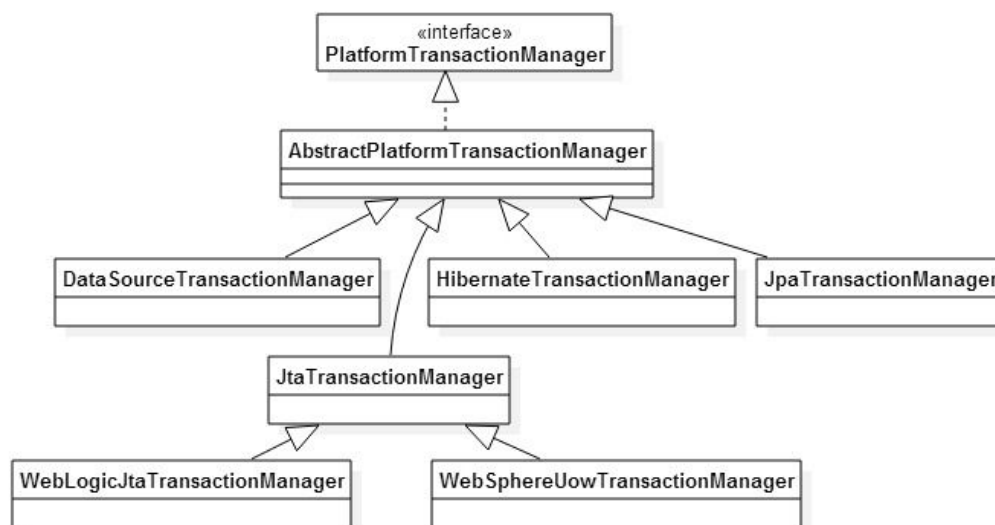 «interface»
PlatformTransactionManager
AbstractPlatformTransactionManager
DataSourceTransactionManager
HibernateTransactionManager
JpaTransactionManager
JtaTransactionManager
WebLogicJtaTransactionManager
WebSphereUowTransactionManager